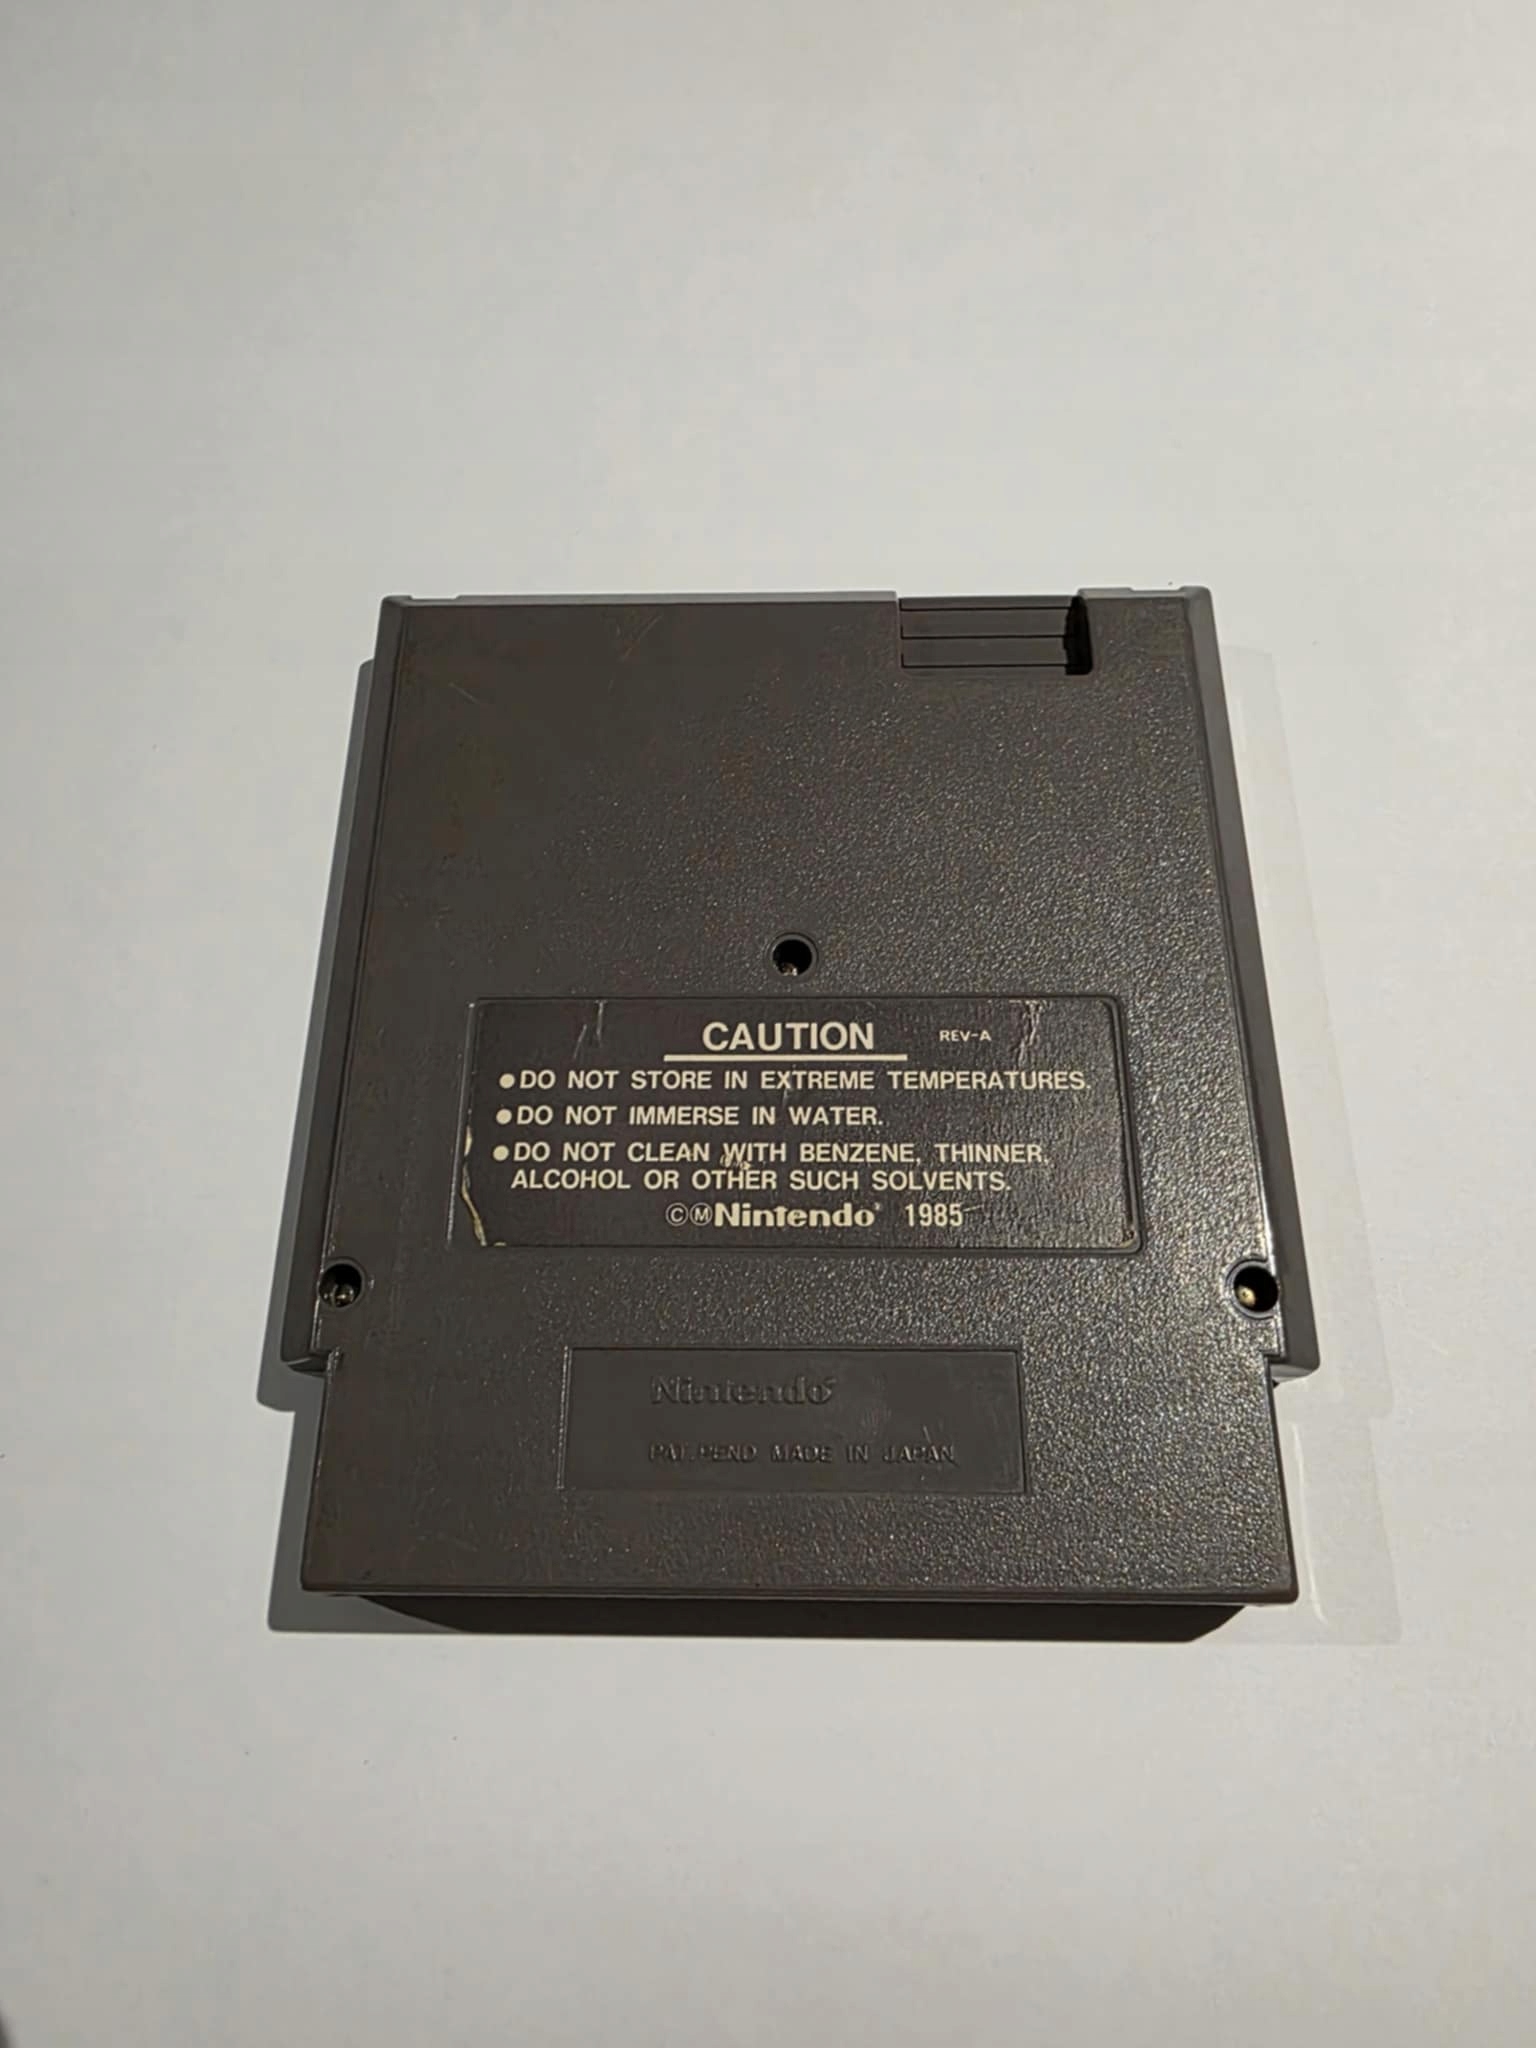 CAUTION REV-A
●DO NOT STORE IN EXTREME TEMPERATURES.
●DO NOT IMMERSE IN WATER.
●DO NOT CLEAN WITH BENZENE, THINNER,
ALCOHOL OR OTHER SUCH SOLVENTS.
©ⓂNintendo® 1985
Nintendo®
PAT.PEND MADE IN JAPAN